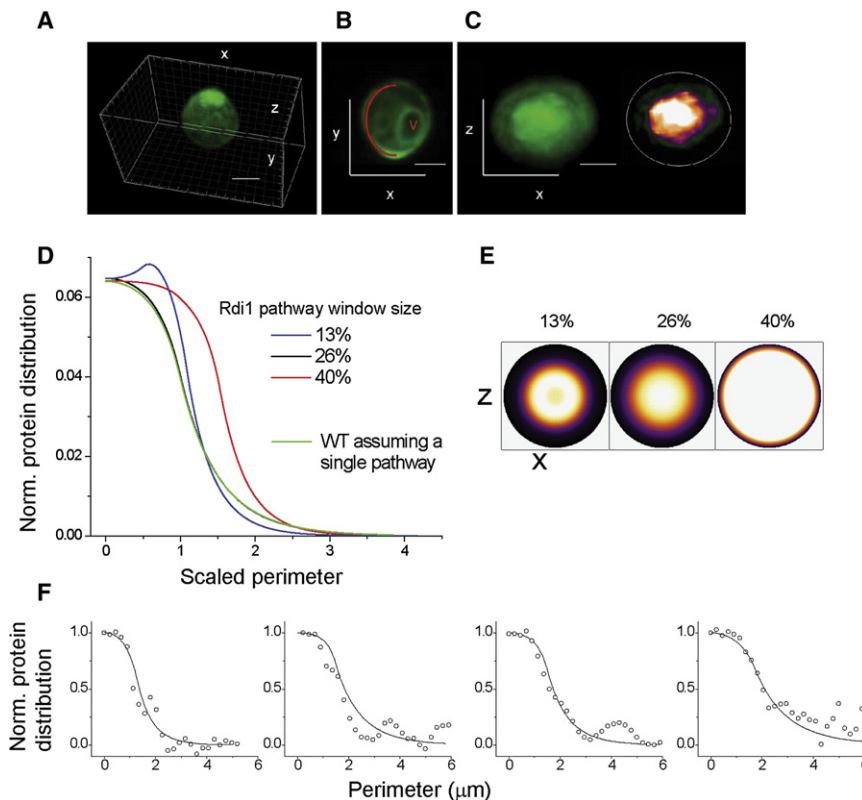 A
B
C
x
z
y
y
x
V
z
x
D
E
Norm. protein distribution
0.06
0.04
0.02
0.00
Rdi1 pathway window size
13%
26%
40%
WT assuming a
single pathway
0 1 2 3 4
Scaled perimeter
13% 26% 40%
Z
X
F
Norm. protein
distribution
1.0
0.5
0.0
0 2 4 6
1.0
0.5
0.0
0 2 4 6
1.0
0.5
0.0
0 2 4 6
1.0
0.5
0.0
0 2 4 6
Perimeter (μm)